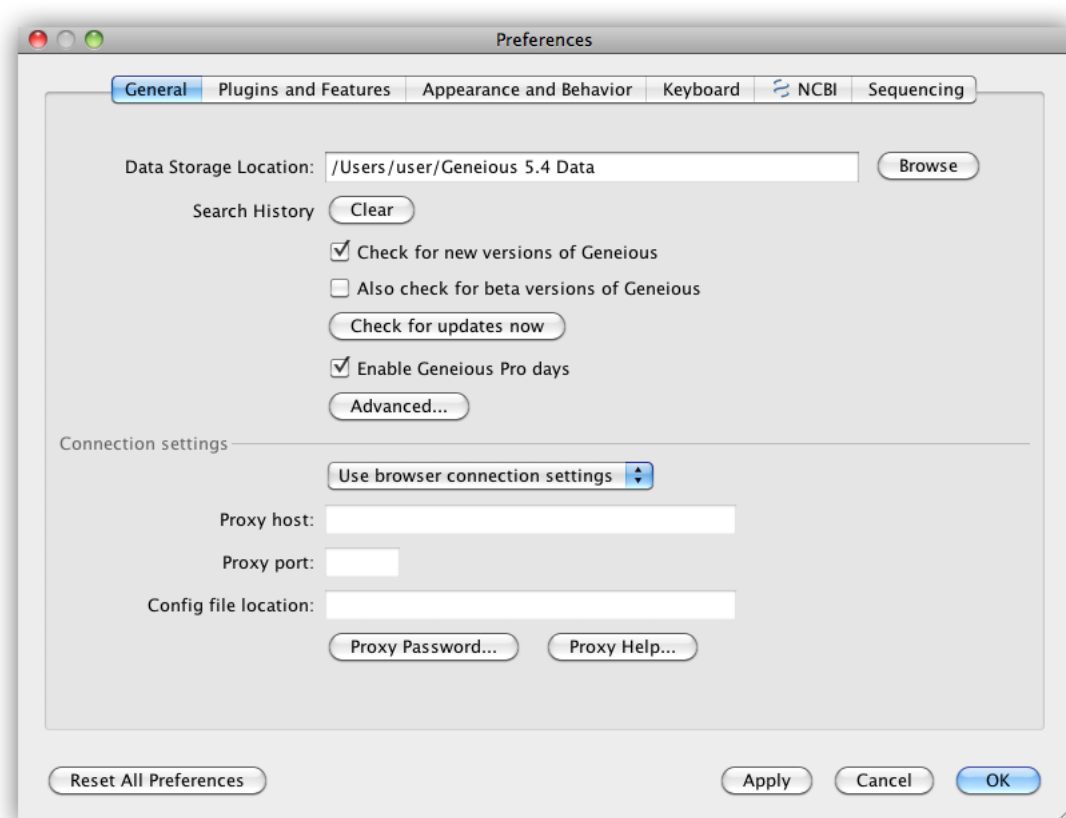 Preferences
General Plugins and Features Appearance and Behavior Keyboard NCBI Sequencing
Data Storage Location: /Users/user/Geneious 5.4 Data Browse
Search History Clear
Check for new versions of Geneious
Also check for beta versions of Geneious
Check for updates now
Enable Geneious Pro days
Advanced...
Connection settings
Use browser connection settings
Proxy host:
Proxy port:
Config file location:
Proxy Password... Proxy Help...
Reset All Preferences Apply Cancel OK